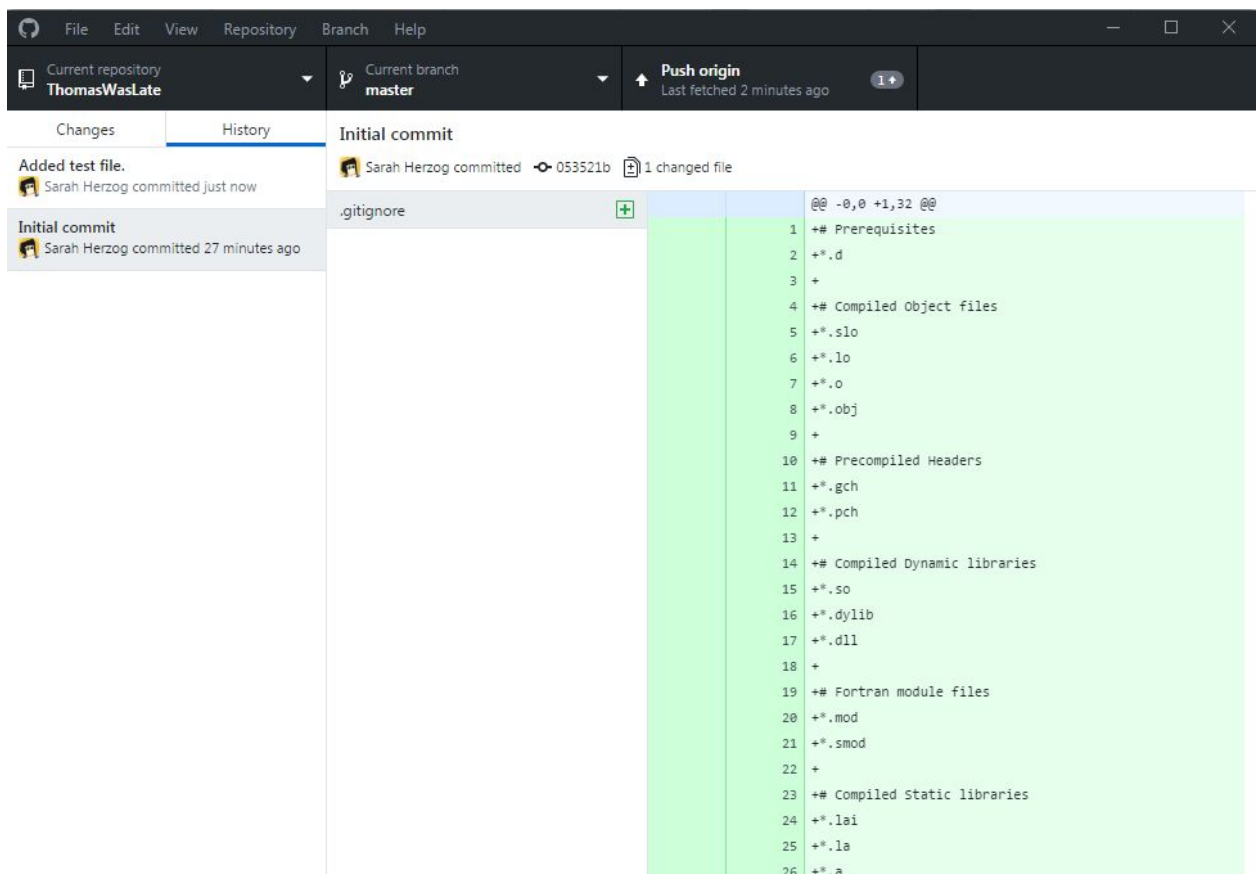 File Edit View Repository Branch Help
Current repository
ThomasWasLate
Current branch
master
Push origin
Last fetched 2 minutes ago
1
Changes History
Added test file.
Sarah Herzog committed just now
Initial commit
Sarah Herzog committed 27 minutes ago
Initial commit
Sarah Herzog committed 053521b 1 changed file
.gitignore
@@ -0,0 +1,32 @@
1 +# Prerequisites
2 +*.d
3 +
4 +# Compiled Object files
5 +*.slo
6 +*.lo
7 +*.o
8 +*.obj
9 +
10 +# Precompiled Headers
11 +*.gch
12 +*.pch
13 +
14 +# Compiled Dynamic libraries
15 +*.so
16 +*.dylib
17 +*.dll
18 +
19 +# Fortran module files
20 +*.mod
21 +*.smod
22 +
23 +# Compiled Static libraries
24 +*.lai
25 +*.la
26 +*.a